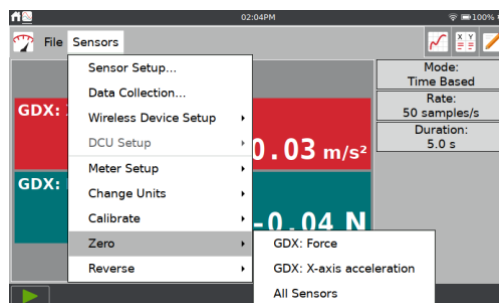 02:04PM
100%
File Sensors
X Y
Mode:
Time Based
Rate:
50 samples/s
Duration:
5.0 s
Sensor Setup...
Data Collection...
Wireless Device Setup
DCU Setup
Meter Setup
Change Units
Calibrate
Zero
Reverse
GDX: Force
GDX: X-axis acceleration
All Sensors
GDX:
0.03 m/s²
GDX:
-0.04 N